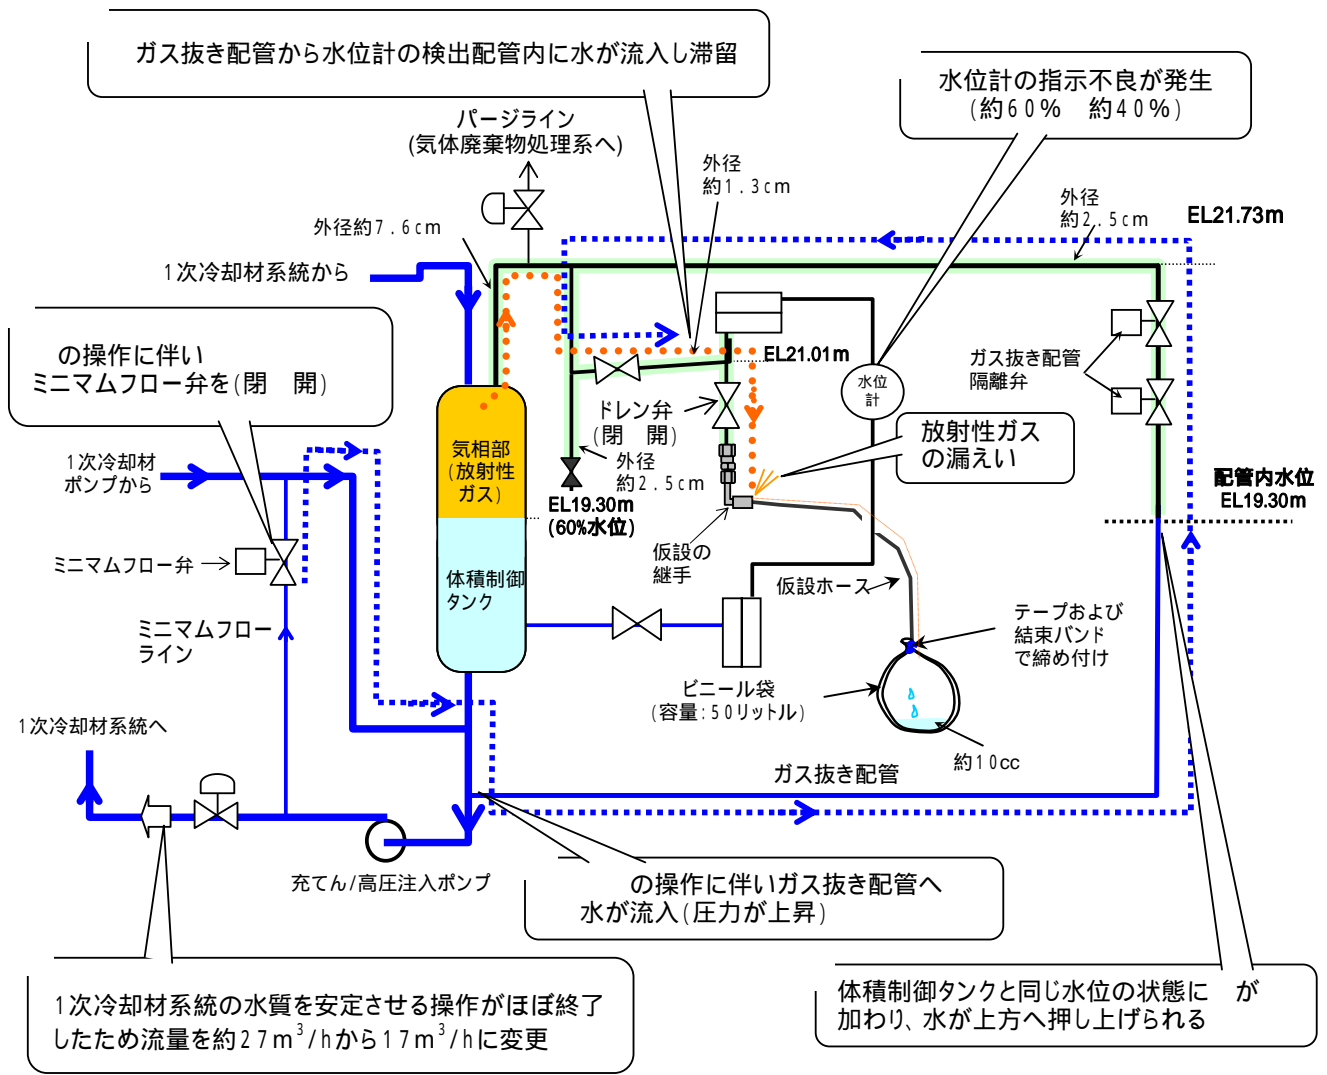 ガス抜き配管から水位計の検出配管内に水が流入し滞留
水位計の指示不良が発生
(約60%　約40%)
パージライン
(気体廃棄物処理系へ)
外径
約1.3cm
外径
約2.5cm
EL21.73m
外径約7.6cm
1次冷却材系統から
の操作に伴い
ミニマムフロー弁を(閉　開)
EL21.01m
水位
計
ガス抜き配管
隔離弁
ドレン弁
(閉　開)
放射性ガス
の漏えい
気相部
(放射性
ガス)
外径
約2.5cm
1次冷却材
ポンプから
配管内水位
EL19.30m
EL19.30m
(60%水位)
仮設の
継手
ミニマムフロー弁
体積制御
タンク
仮設ホース
ミニマムフロー
ライン
テープおよび
結束バンド
で締め付け
ビニール袋
(容量:50リットル)
1次冷却材系統へ
約10cc
ガス抜き配管
充てん/高圧注入ポンプ
の操作に伴いガス抜き配管へ
水が流入(圧力が上昇)
1次冷却材系統の水質を安定させる操作がほぼ終了
したため流量を約27m³/hから17m³/hに変更
体積制御タンクと同じ水位の状態に　が
加わり、水が上方へ押し上げられる